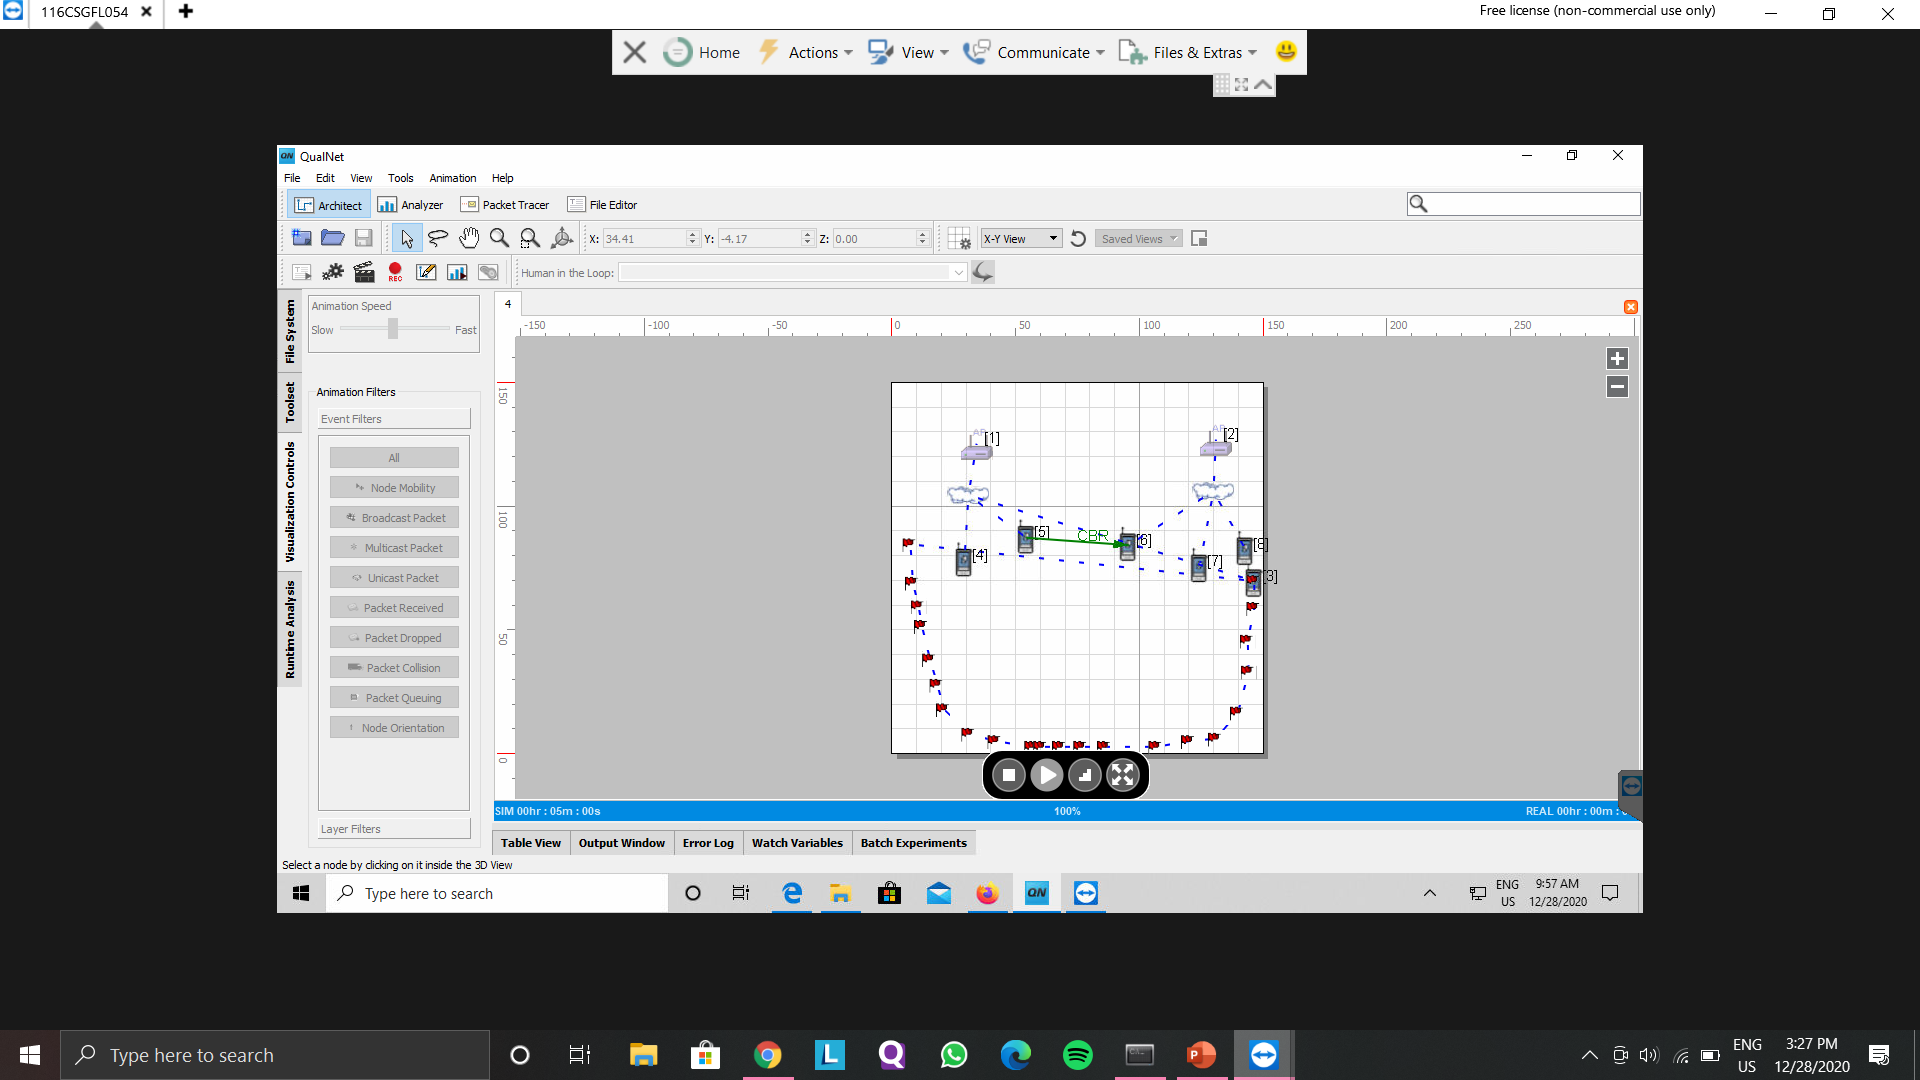 116CSGFL054
Free license (non-commercial use only)
Home Actions View Communicate Files & Extras
QN QualNet
File Edit View Tools Animation Help
Architect Analyzer Packet Tracer File Editor
X: 34.41 Y: -4.17 Z: 0.00 X-Y View Saved Views
REC Human in the Loop:
File System
Toolset
Visualization Controls
Runtime Analysis
Animation Speed
Slow Fast
Animation Filters
Event Filters
All
Node Mobility
Broadcast Packet
Multicast Packet
Unicast Packet
Packet Received
Packet Dropped
Packet Collision
Packet Queuing
Node Orientation
Layer Filters
4
-150 -100 -50 0 50 100 150 200 250
150
100
50
0
[1] [2]
[5] CBR [6] [8]
[4] [7] [3]
SIM 00hr : 05m : 00s 100% REAL 00hr : 00m :
Table View Output Window Error Log Watch Variables Batch Experiments
Select a node by clicking on it inside the 3D View
Type here to search QN ENG US 9:57 AM 12/28/2020
Type here to search ENG US 3:27 PM 12/28/2020